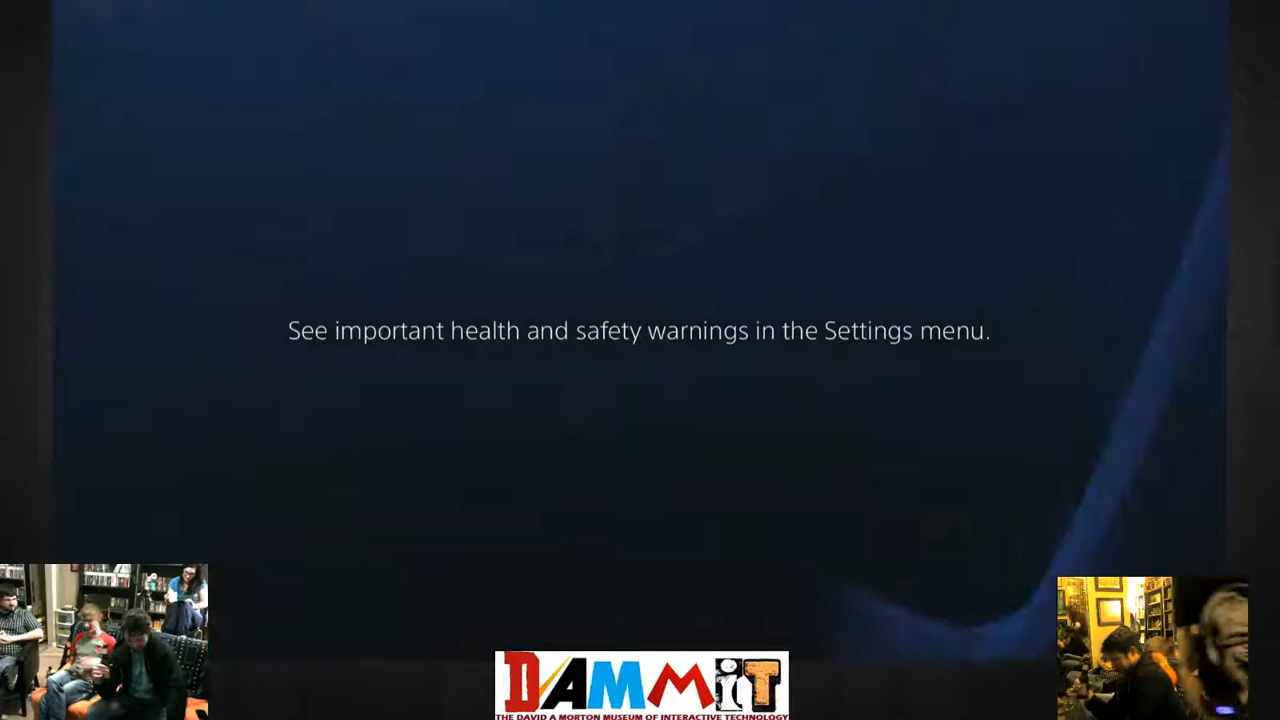 See important health and safety warnings in the Settings menu.
DAMMiT
THE DAVID A MORTON MUSEUM OF INTERACTIVE TECHNOLOGY